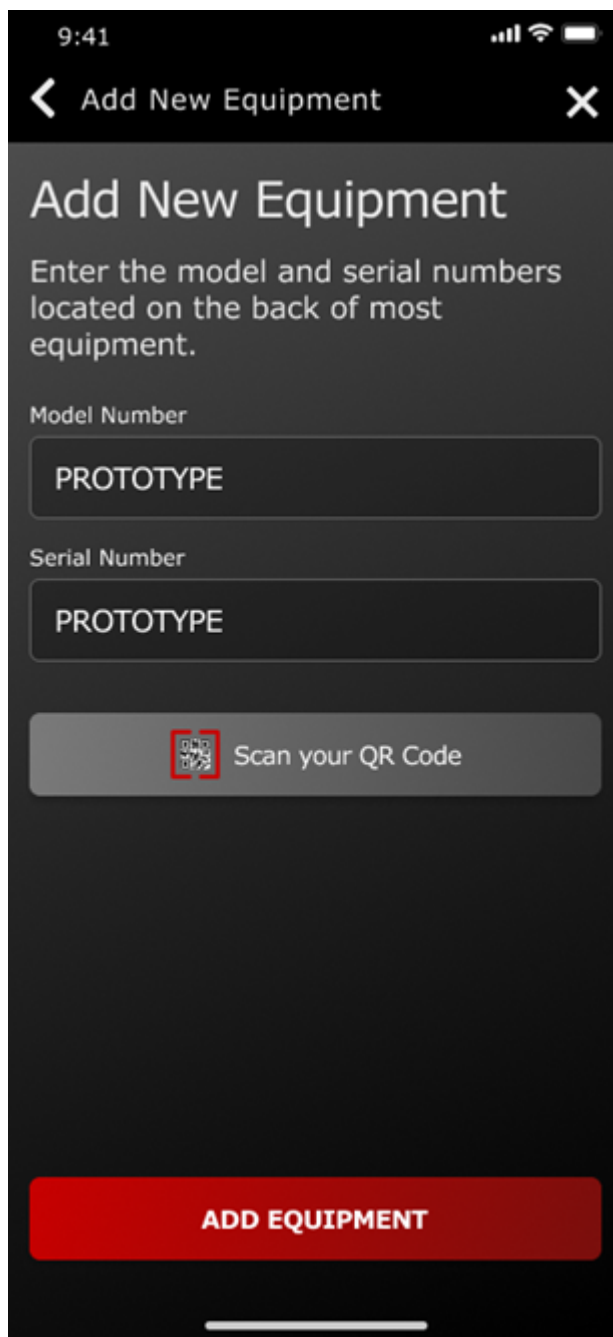 9:41
Add New Equipment
Add New Equipment
Enter the model and serial numbers
located on the back of most
equipment.
Model Number
PROTOTYPE
Serial Number
PROTOTYPE
Scan your QR Code
ADD EQUIPMENT